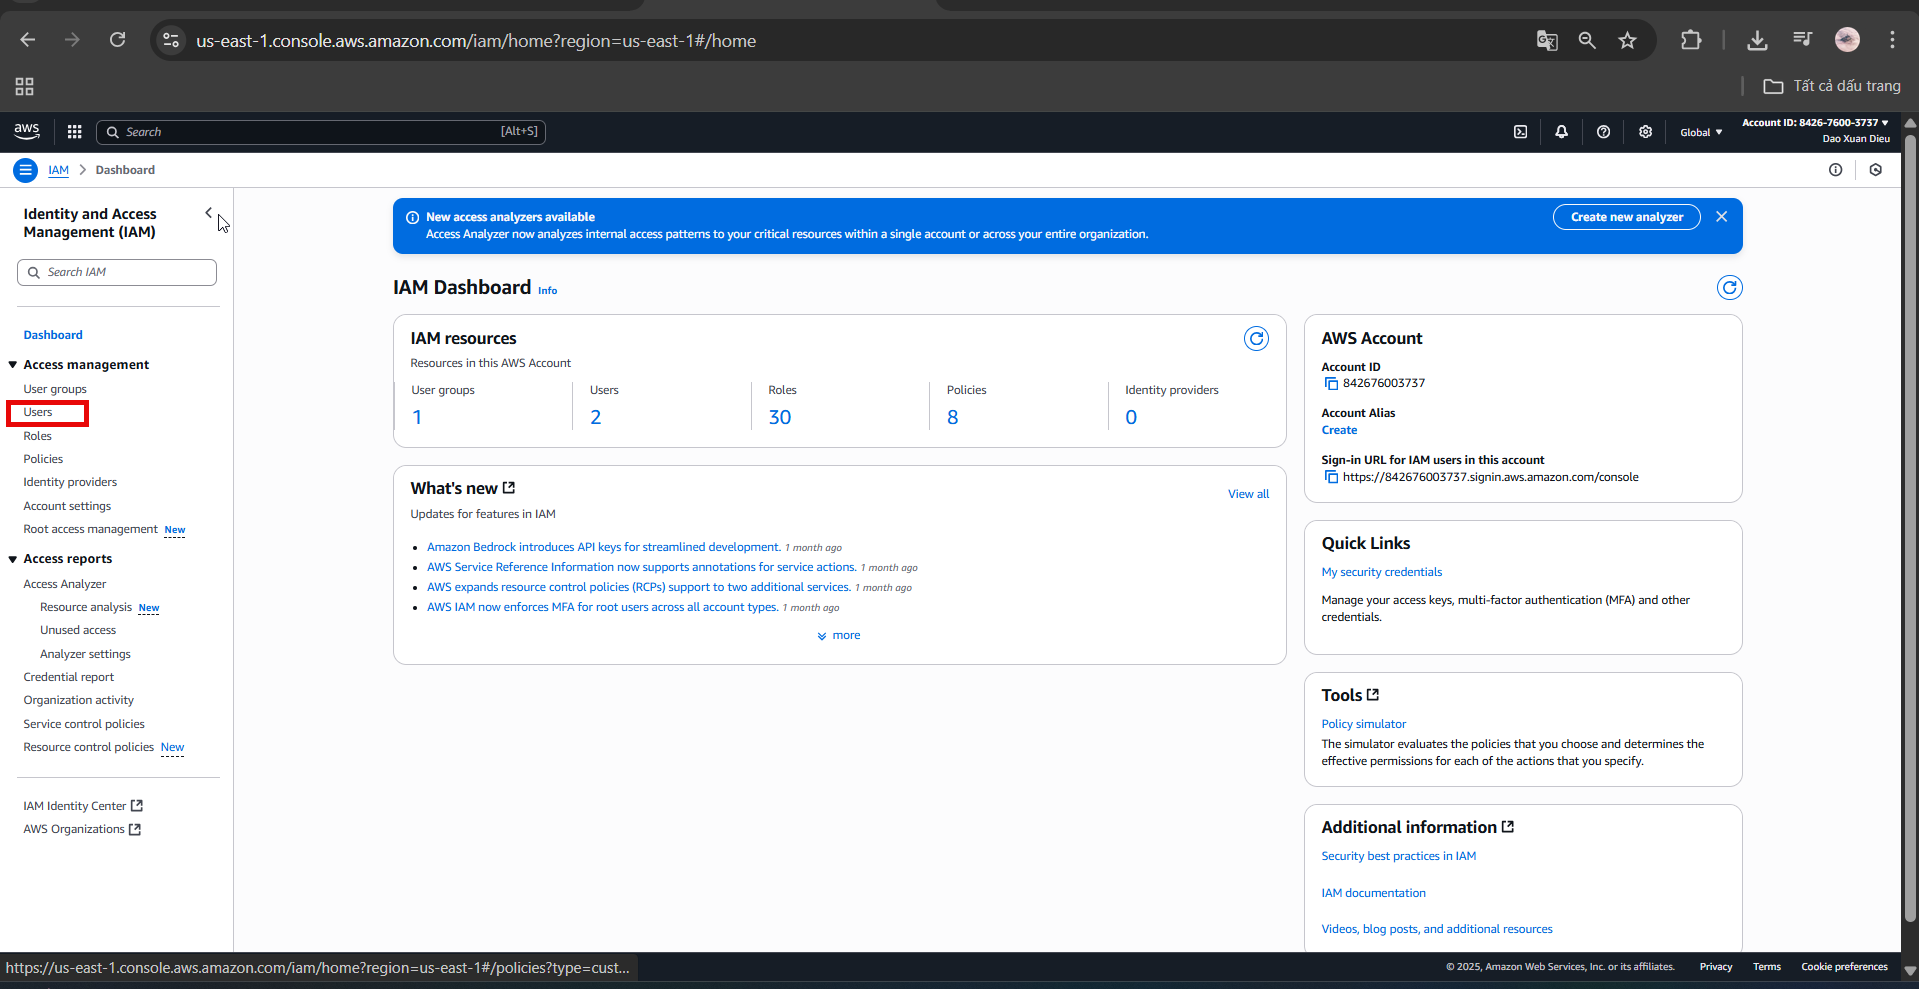 us-east-1.console.aws.amazon.com/iam/home?region=us-east-1#/home
Tất cả dấu trang
aws
Search
[Alt+S]
Global
Account ID: 8426-7600-3737
Dao Xuan Dieu
IAM
Dashboard
Identity and Access
Management (IAM)
Search IAM
Dashboard
Access management
User groups
Users
Roles
Policies
Identity providers
Account settings
Root access management New
Access reports
Access Analyzer
Resource analysis New
Unused access
Analyzer settings
Credential report
Organization activity
Service control policies
Resource control policies New
IAM Identity Center
AWS Organizations
New access analyzers available
Access Analyzer now analyzes internal access patterns to your critical resources within a single account or across your entire organization.
Create new analyzer
IAM Dashboard Info
IAM resources
Resources in this AWS Account
User groups
1
Users
2
Roles
30
Policies
8
Identity providers
0
What's new
View all
Updates for features in IAM
Amazon Bedrock introduces API keys for streamlined development. 1 month ago
AWS Service Reference Information now supports annotations for service actions. 1 month ago
AWS expands resource control policies (RCPs) support to two additional services. 1 month ago
AWS IAM now enforces MFA for root users across all account types. 1 month ago
more
AWS Account
Account ID
842676003737
Account Alias
Create
Sign-in URL for IAM users in this account
https://842676003737.signin.aws.amazon.com/console
Quick Links
My security credentials
Manage your access keys, multi-factor authentication (MFA) and other
credentials.
Tools
Policy simulator
The simulator evaluates the policies that you choose and determines the
effective permissions for each of the actions that you specify.
Additional information
Security best practices in IAM
IAM documentation
Videos, blog posts, and additional resources
https://us-east-1.console.aws.amazon.com/iam/home?region=us-east-1#/policies?type=cust...
© 2025, Amazon Web Services, Inc. or its affiliates.
Privacy
Terms
Cookie preferences